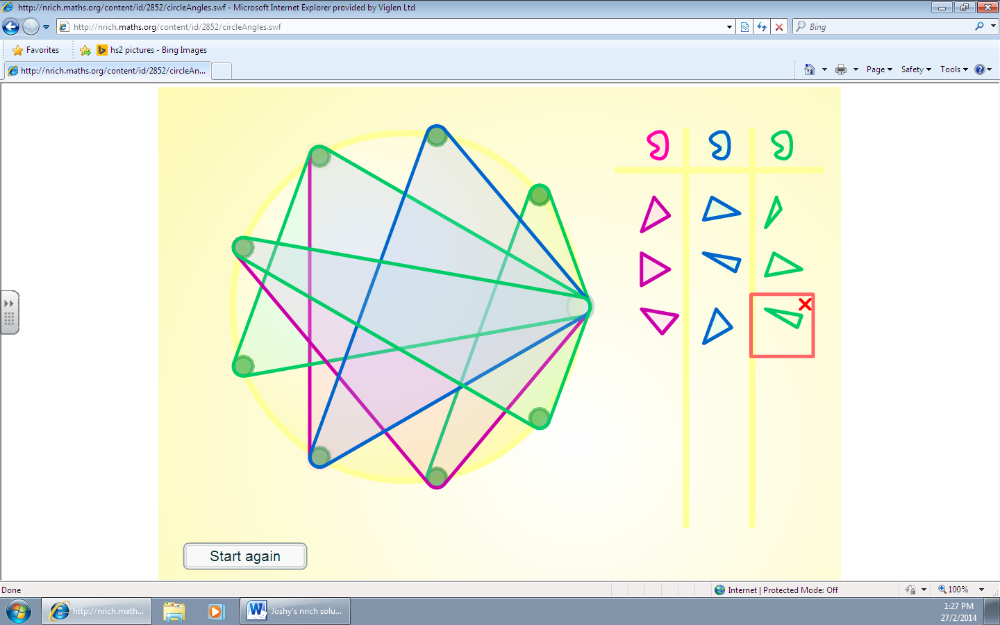 http://nrich.maths.org/content/id/2852/circleAngles.swf - Microsoft Internet Explorer provided by Viglen Ltd
http://nrich.maths.org/content/id/2852/circleAngles.swf
Bing
Favorites
hs2 pictures - Bing Images
http://nrich.maths.org/content/id/2852/circleAn...
Page
Safety
Tools
Start again
Done
Internet | Protected Mode: Off
100%
http://nrich.math...
Joshy's nrich solu...
1:27 PM
27/2/2014